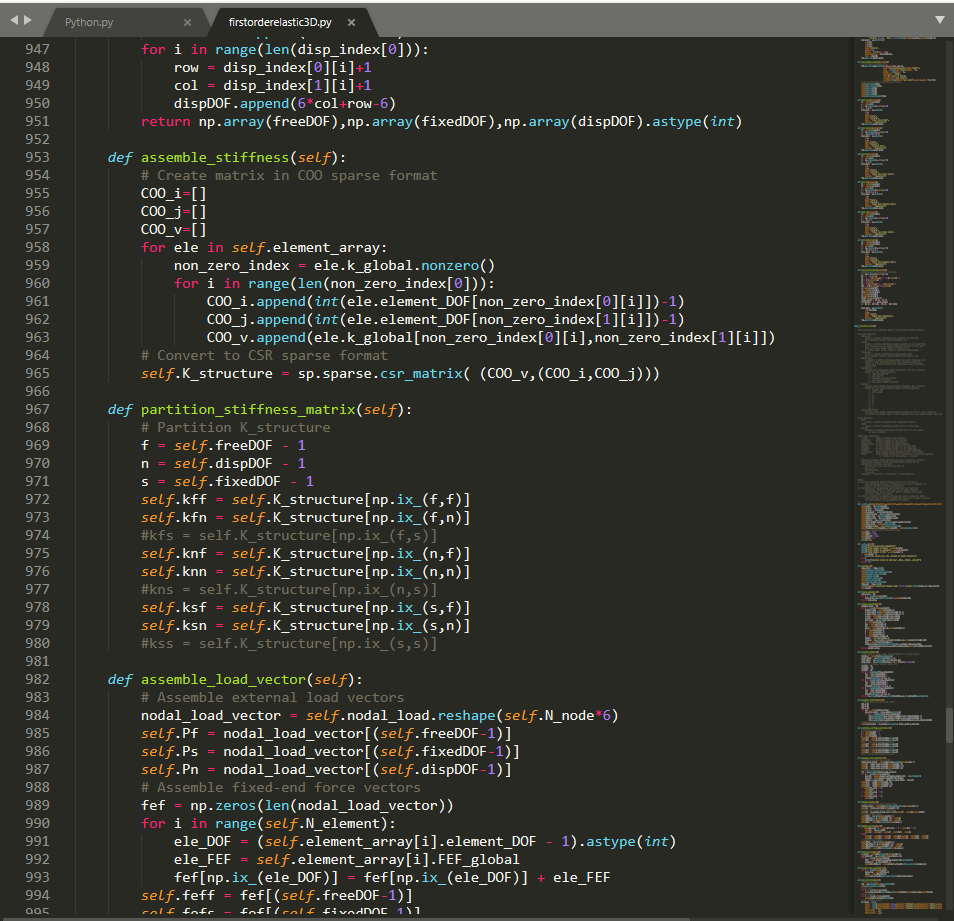 Python.py
firstorderelastic3D.py
947 for i in range(len(disp_index[0])):
948 row = disp_index[0][i]+1
949 col = disp_index[1][i]+1
950 dispDOF.append(6*col+row-6)
951 return np.array(freeDOF),np.array(fixedDOF),np.array(dispDOF).astype(int)
952
953 def assemble_stiffness(self):
954 # Create matrix in COO sparse format
955 COO_i=[]
956 COO_j=[]
957 COO_v=[]
958 for ele in self.element_array:
959 non_zero_index = ele.k_global.nonzero()
960 for i in range(len(non_zero_index[0])):
961 COO_i.append(int(ele.element_DOF[non_zero_index[0][i]])-1)
962 COO_j.append(int(ele.element_DOF[non_zero_index[1][i]])-1)
963 COO_v.append(ele.k_global[non_zero_index[0][i],non_zero_index[1][i]])
964 # Convert to CSR sparse format
965 self.K_structure = sp.sparse.csr_matrix( (COO_v,(COO_i,COO_j)))
966
967 def partition_stiffness_matrix(self):
968 # Partition K_structure
969 f = self.freeDOF - 1
970 n = self.dispDOF - 1
971 s = self.fixedDOF - 1
972 self.kff = self.K_structure[np.ix_(f,f)]
973 self.kfn = self.K_structure[np.ix_(f,n)]
974 #kfs = self.K_structure[np.ix_(f,s)]
975 self.knf = self.K_structure[np.ix_(n,f)]
976 self.knn = self.K_structure[np.ix_(n,n)]
977 #kns = self.K_structure[np.ix_(n,s)]
978 self.ksf = self.K_structure[np.ix_(s,f)]
979 self.ksn = self.K_structure[np.ix_(s,n)]
980 #kss = self.K_structure[np.ix_(s,s)]
981
982 def assemble_load_vector(self):
983 # Assemble external load vectors
984 nodal_load_vector = self.nodal_load.reshape(self.N_node*6)
985 self.Pf = nodal_load_vector[(self.freeDOF-1)]
986 self.Ps = nodal_load_vector[(self.fixedDOF-1)]
987 self.Pn = nodal_load_vector[(self.dispDOF-1)]
988 # Assemble fixed-end force vectors
989 fef = np.zeros(len(nodal_load_vector))
990 for i in range(self.N_element):
991 ele_DOF = (self.element_array[i].element_DOF - 1).astype(int)
992 ele_FEF = self.element_array[i].FEF_global
993 fef[np.ix_(ele_DOF)] = fef[np.ix_(ele_DOF)] + ele_FEF
994 self.feff = fef[(self.freeDOF-1)]
995 self.fefs = fef[(self.fixedDOF-1)]